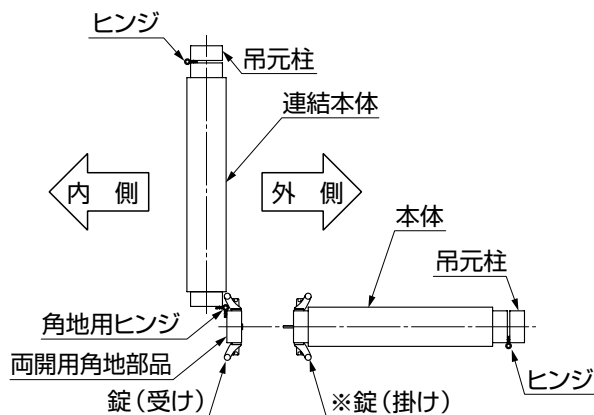 ヒンジ
吊元柱
連結本体
内 側
外 側
本体
吊元柱
角地用ヒンジ
両開用角地部品
ヒンジ
錠(受け)
※錠(掛け)